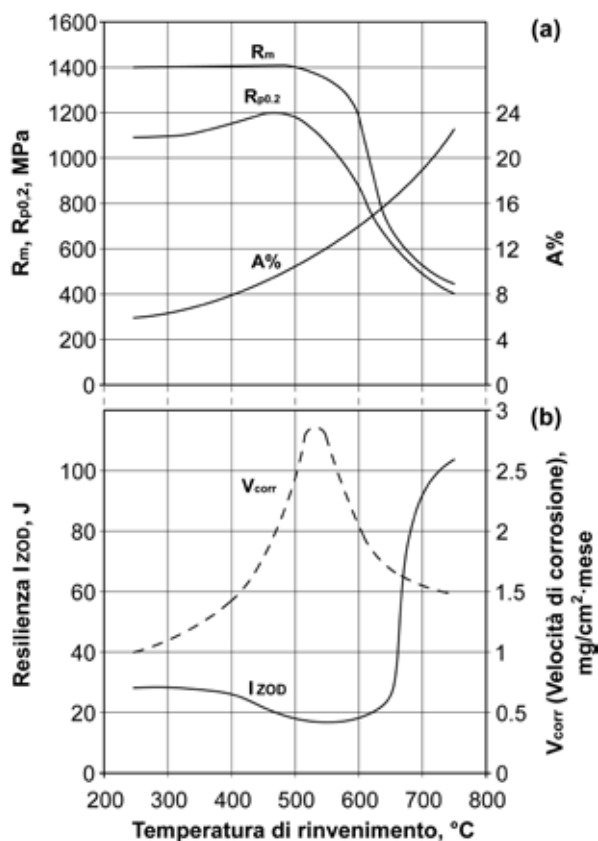 (a)
Rm, Rp0,2, MPa
1600
1400
1200
1000
800
600
400
200
0
Rm
Rp0.2
A%
24
20
16
12
8
4
0
A%
(b)
Resilienza IZOD, J
100
80
60
40
20
0
Vcorr
IZOD
3
2.5
2
1.5
1
0.5
0
Vcorr (Velocità di corrosione),
mg/cm²·mese
200 300 400 500 600 700 800
Temperatura di rinvenimento, °C